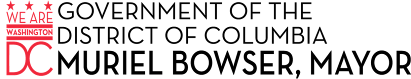 WE ARE
WASHINGTON
DC
GOVERNMENT OF THE
DISTRICT OF COLUMBIA
MURIEL BOWSER, MAYOR